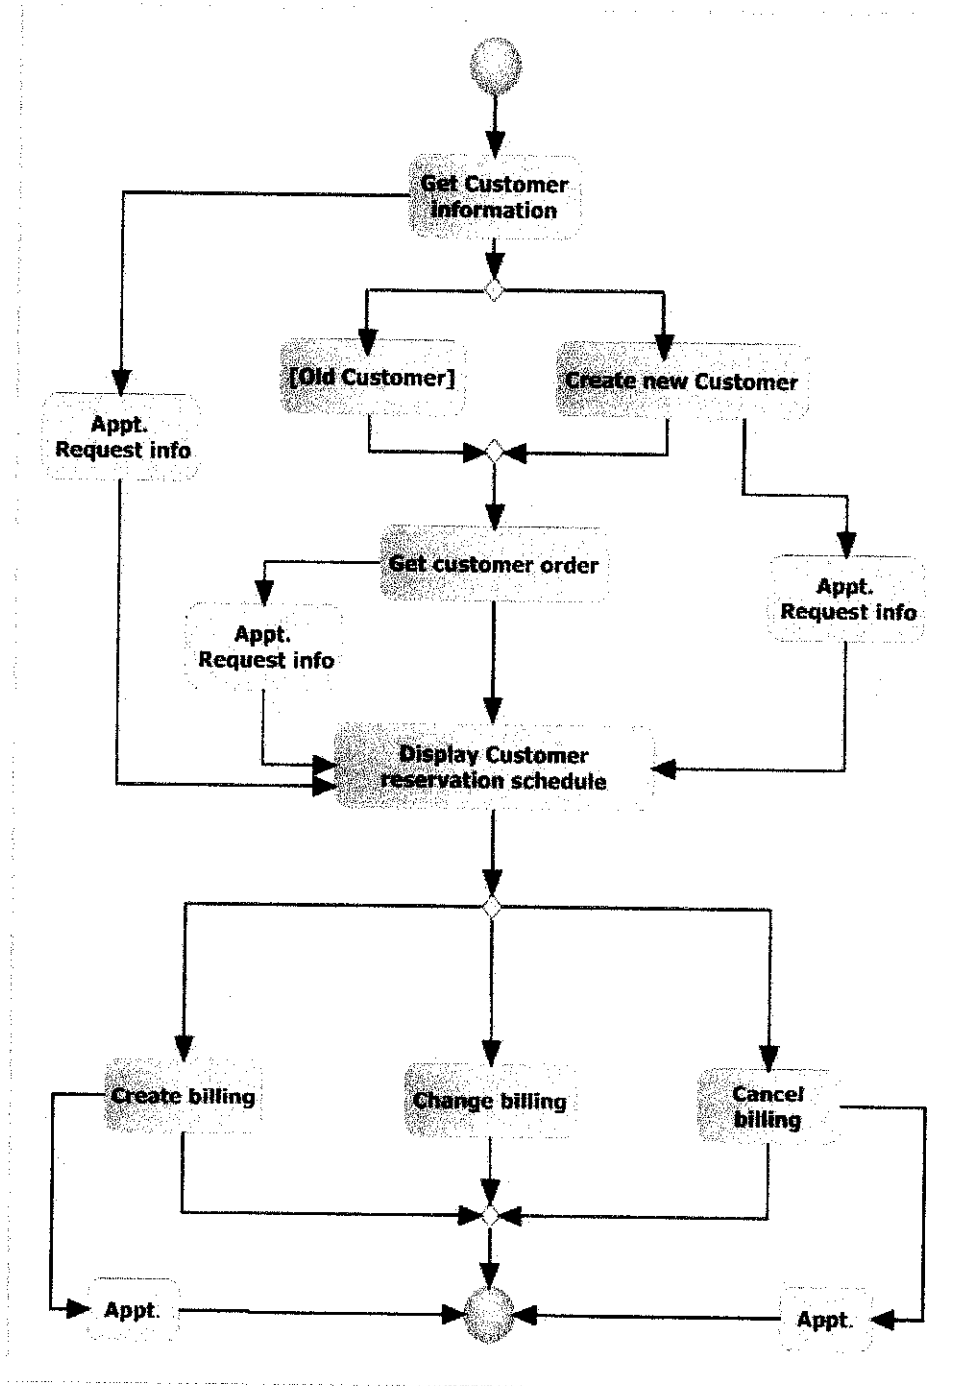 Get Customer
information
[Old Customer]
Create new Customer
Appt.
Request info
Get customer order
Appt.
Request info
Appt.
Request info
Display Customer
reservation schedule
Create billing
Change billing
Cancel
billing
Appt.
Appt.